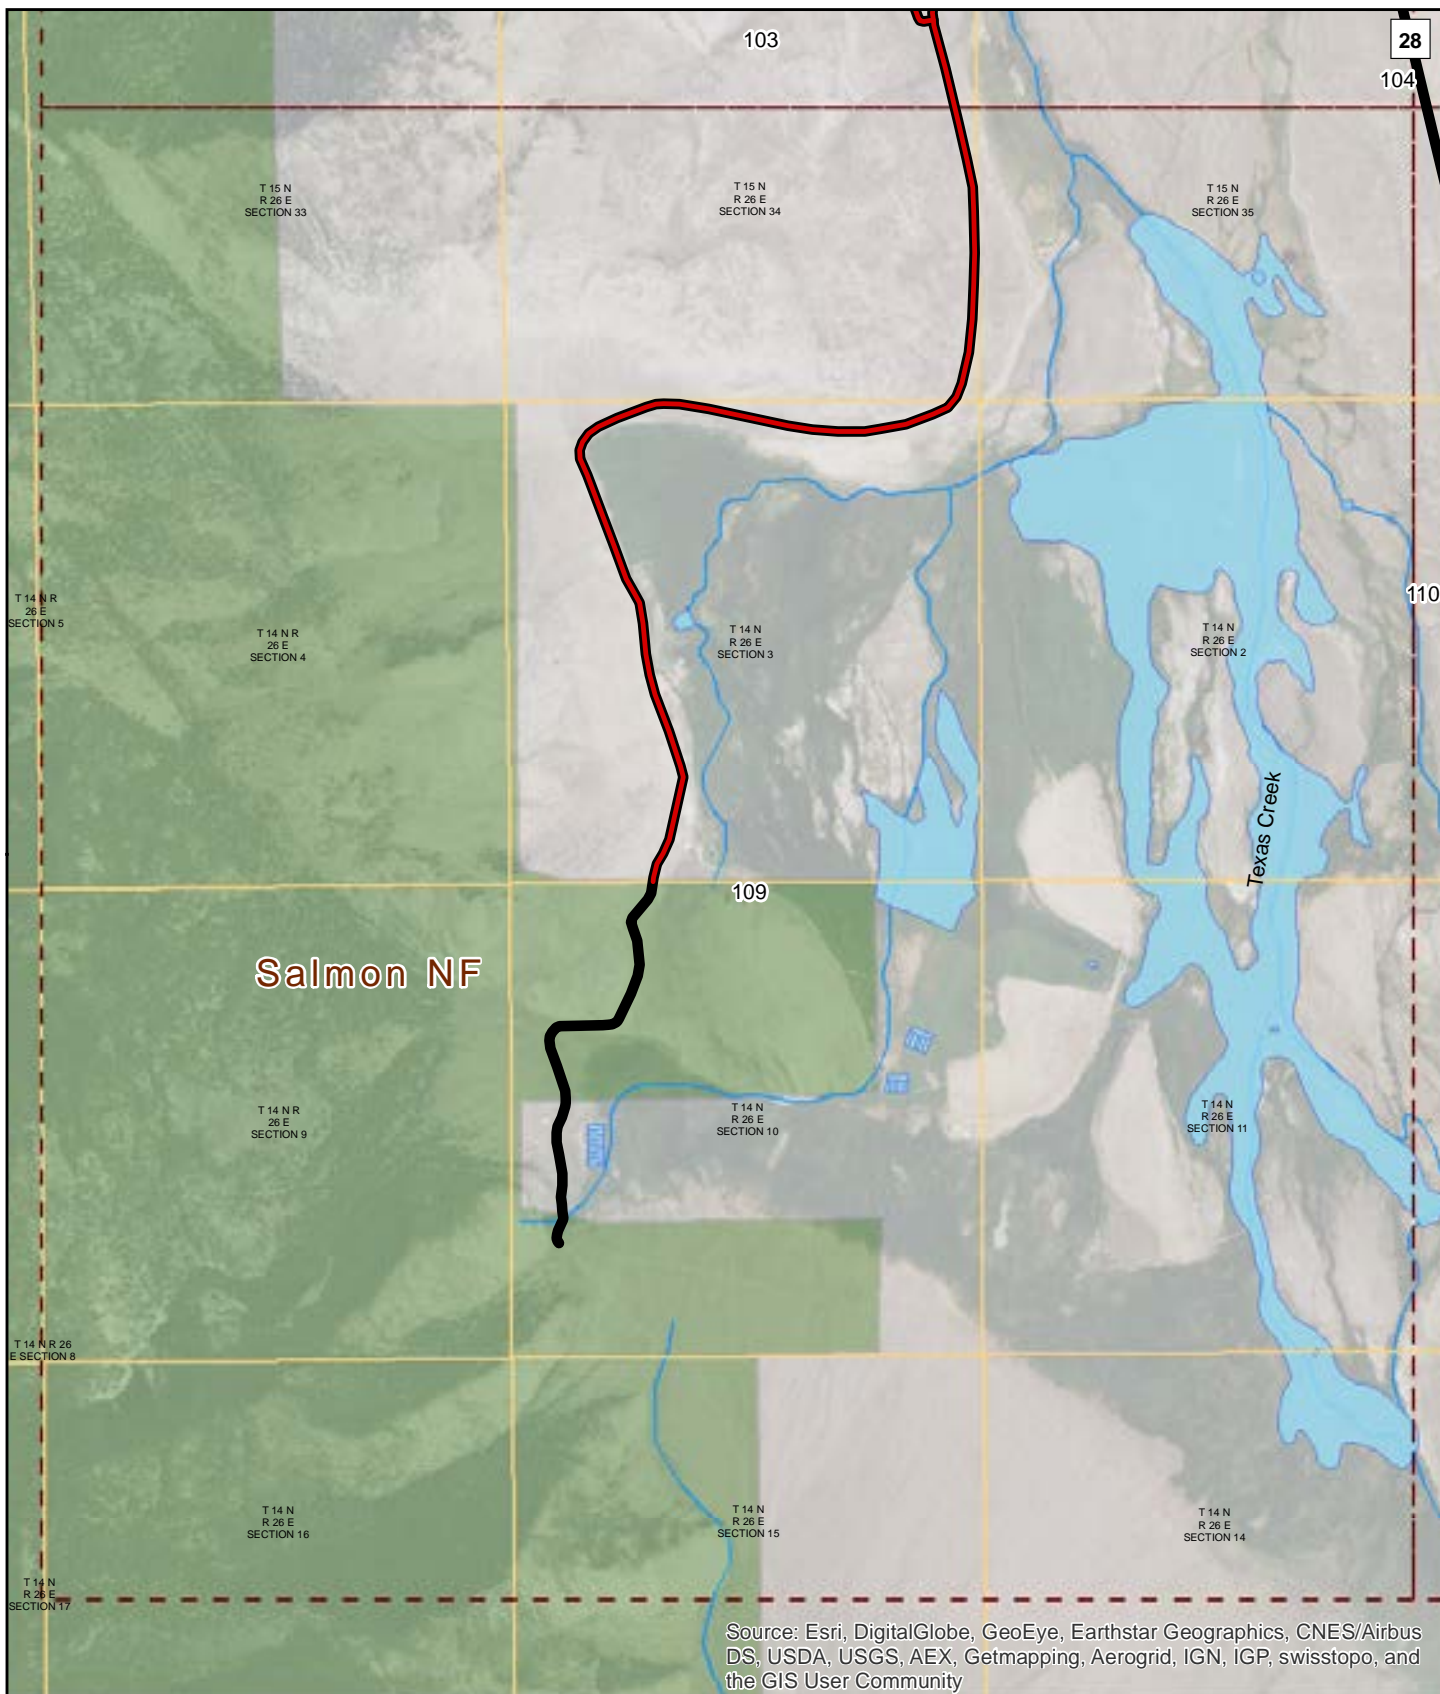 103
28
104
T 15 N
R 26 E
SECTION 33
T 15 N
R 26 E
SECTION 34
T 15 N
R 26 E
SECTION 35
T 14 N R
26 E
SECTION 5
T 14 N R
26 E
SECTION 4
T 14 N
R 26 E
SECTION 3
T 14 N
R 26 E
SECTION 2
110
Texas Creek
109
Salmon NF
T 14 N R
26 E
SECTION 9
T 14 N
R 26 E
SECTION 10
T 14 N
R 26 E
SECTION 11
T 14 N R 26
E SECTION 8
T 14 N
R 26 E
SECTION 16
T 14 N
R 26 E
SECTION 15
T 14 N
R 26 E
SECTION 14
T 14 N
R 26 E
SECTION 17
Source: Esri, DigitalGlobe, GeoEye, Earthstar Geographics, CNES/Airbus
DS, USDA, USGS, AEX, Getmapping, Aerogrid, IGN, IGP, swisstopo, and
the GIS User Community